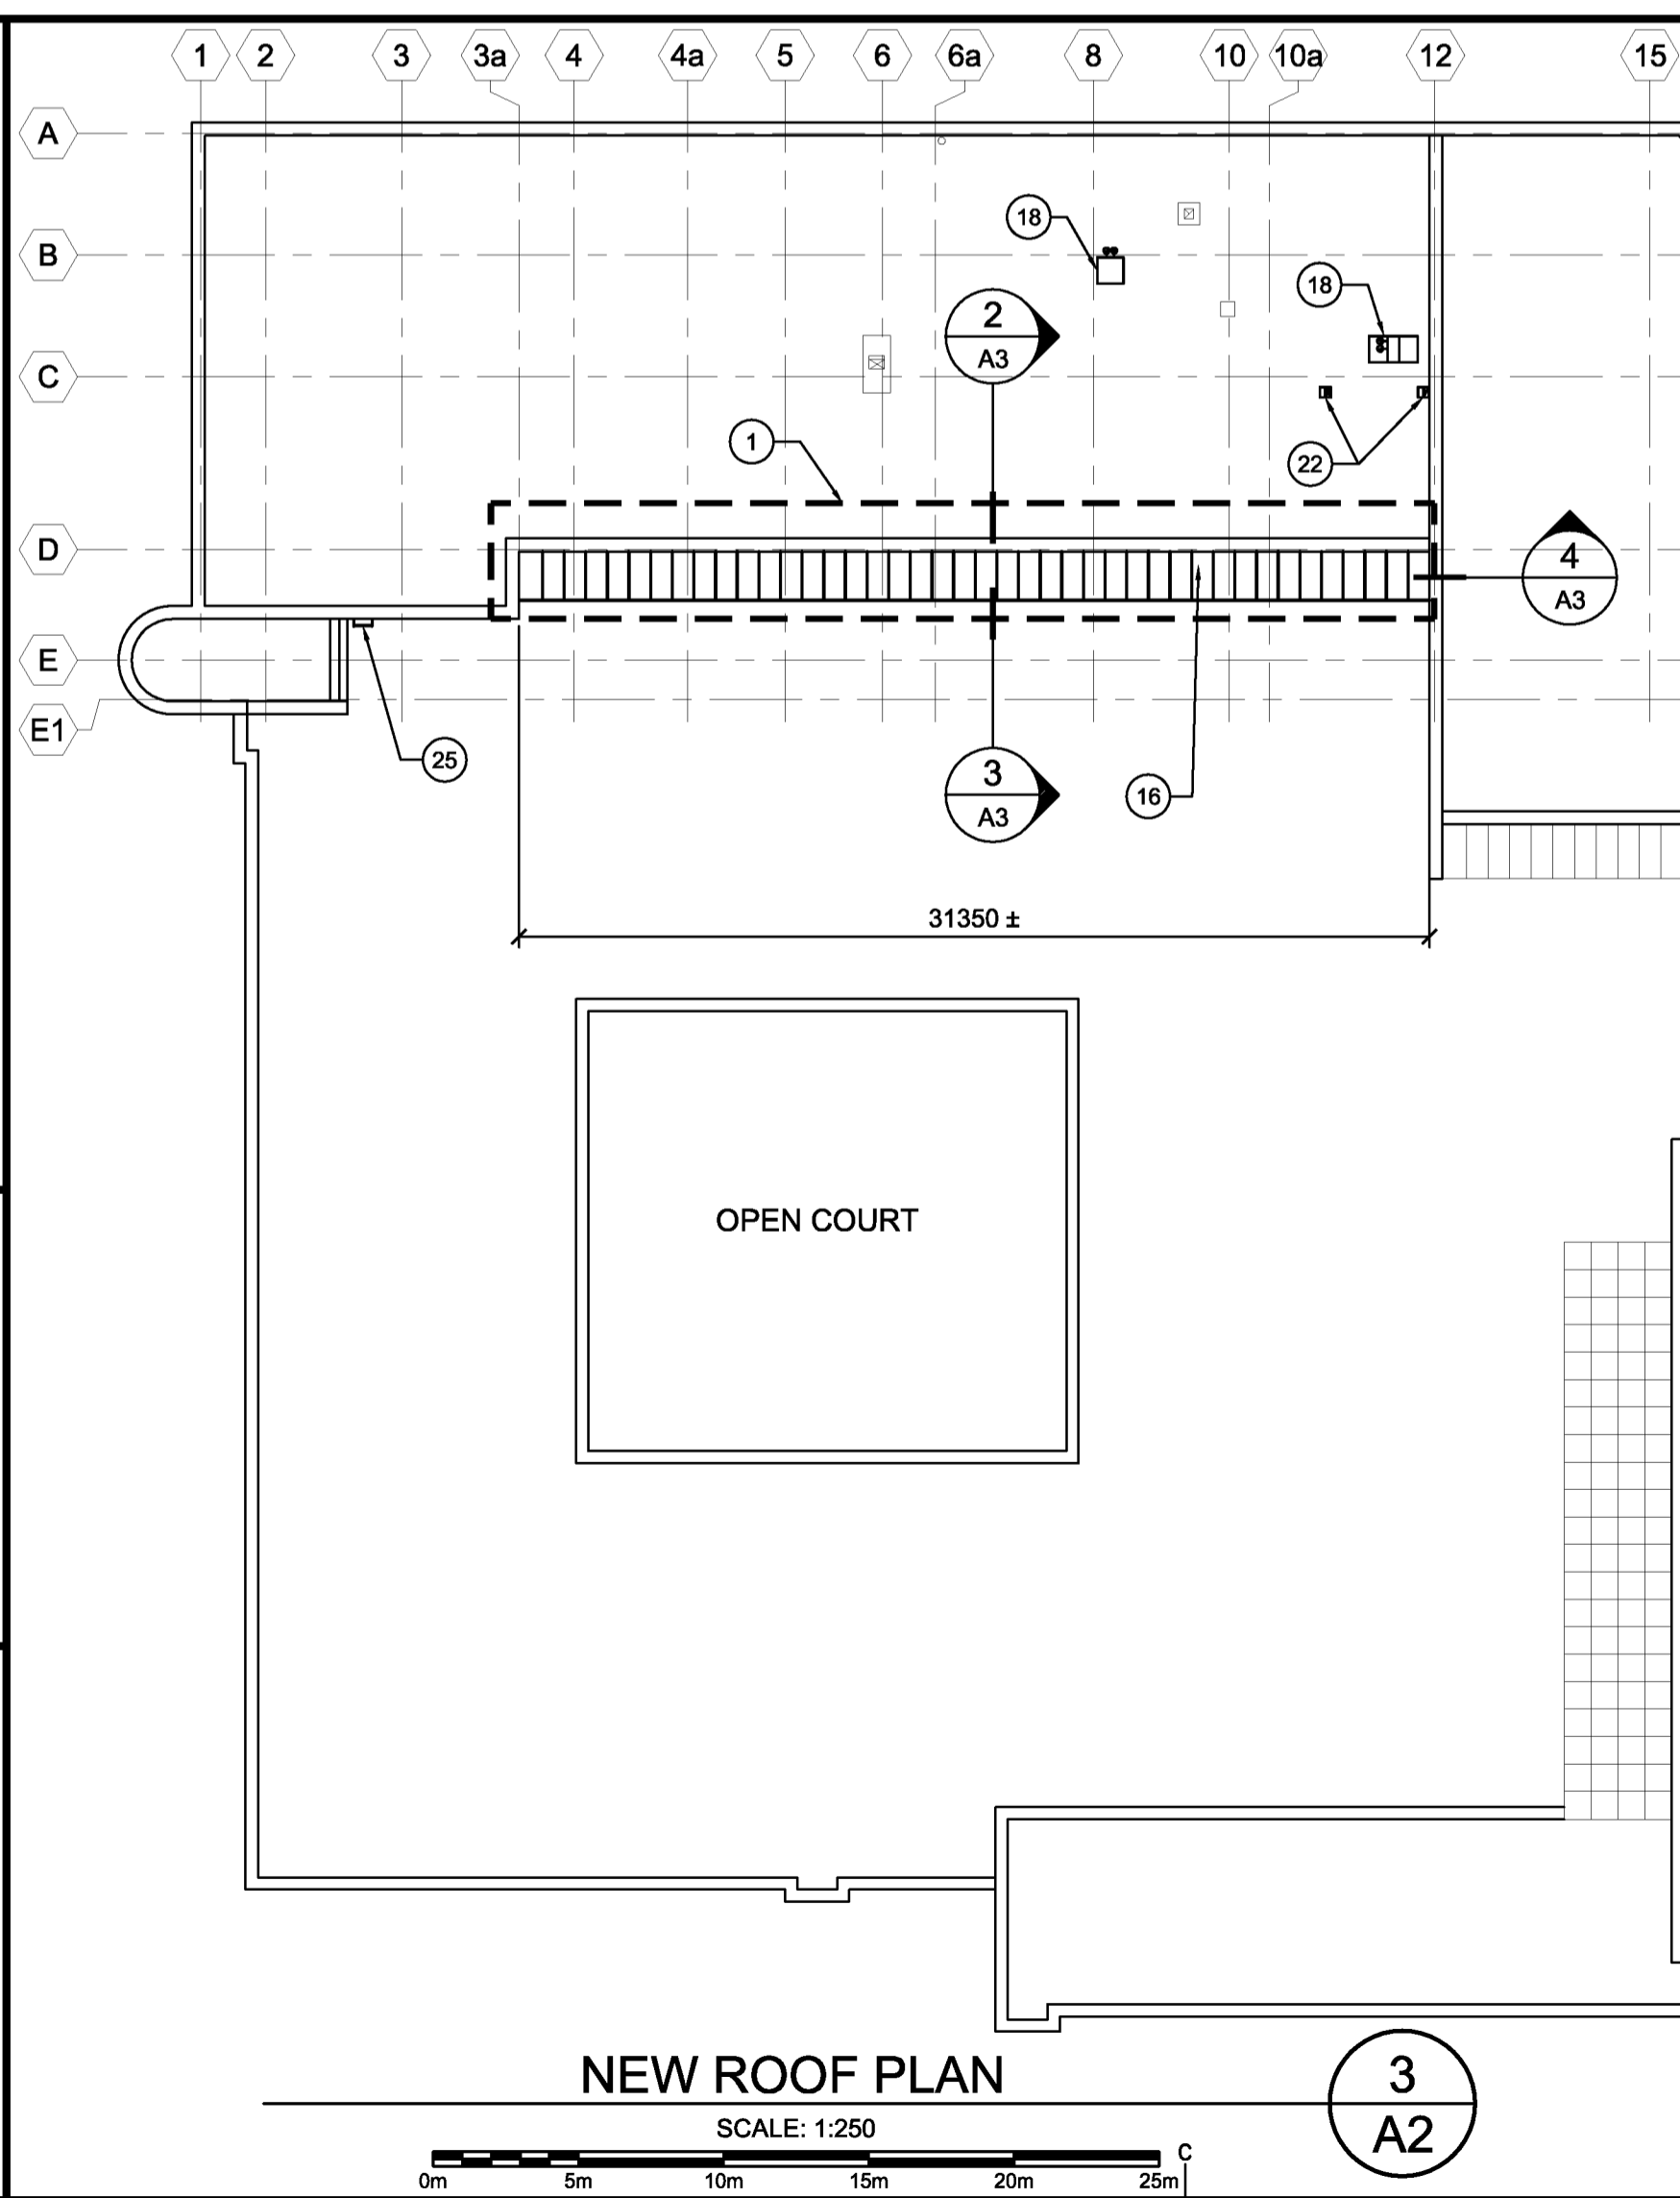 1 2 3 3a 4 4a 5 6 6a 8 10 10a 12 15
A
B
C
D
E
E1
18
18
2
A3
1
22
4
A3
25
3
A3
16
31350 ±
OPEN COURT
NEW ROOF PLAN
SCALE: 1:250
3
A2
0m 5m 10m 15m 20m 25m
C